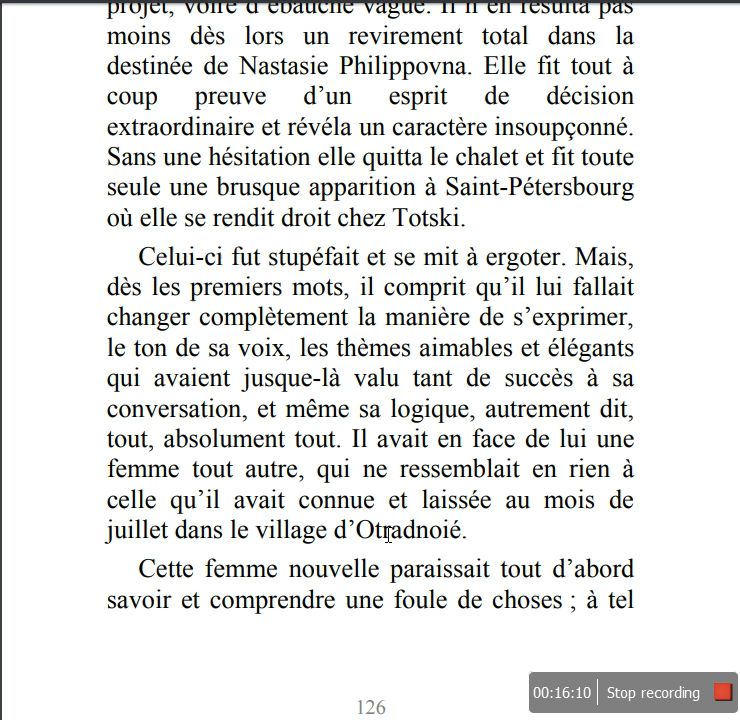 projet, voire d'ébauche vague. Il n'en résulta pas
moins dès lors un revirement total dans la
destinée de Nastasie Philippovna. Elle fit tout à
coup preuve d'un esprit de décision
extraordinaire et révéla un caractère insoupçonné.
Sans une hésitation elle quitta le chalet et fit toute
seule une brusque apparition à Saint-Pétersbourg
où elle se rendit droit chez Totski.
Celui-ci fut stupéfait et se mit à ergoter. Mais,
dès les premiers mots, il comprit qu'il lui fallait
changer complètement la manière de s'exprimer,
le ton de sa voix, les thèmes aimables et élégants
qui avaient jusque-là valu tant de succès à sa
conversation, et même sa logique, autrement dit,
tout, absolument tout. Il avait en face de lui une
femme tout autre, qui ne ressemblait en rien à
celle qu'il avait connue et laissée au mois de
juillet dans le village d'Otradnoié.
Cette femme nouvelle paraissait tout d'abord
savoir et comprendre une foule de choses ; à tel
00:16:10 Stop recording
126